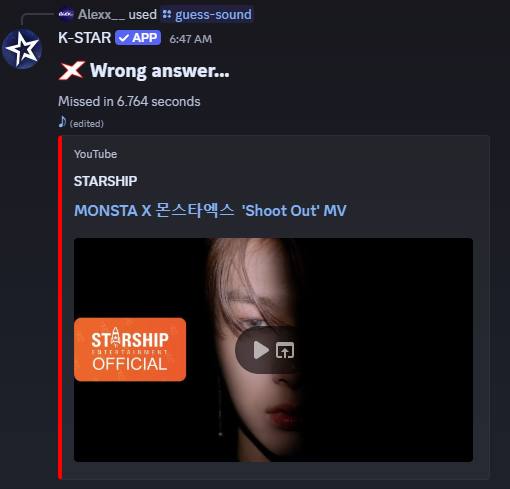 Alexx__ used guess-sound
K-STAR APP 6:47 AM
Wrong answer...
Missed in 6.764 seconds
(edited)
YouTube
STARSHIP
MONSTA X 몬스타엑스 'Shoot Out' MV
STARSHIP
ENTERTAINMENT
OFFICIAL